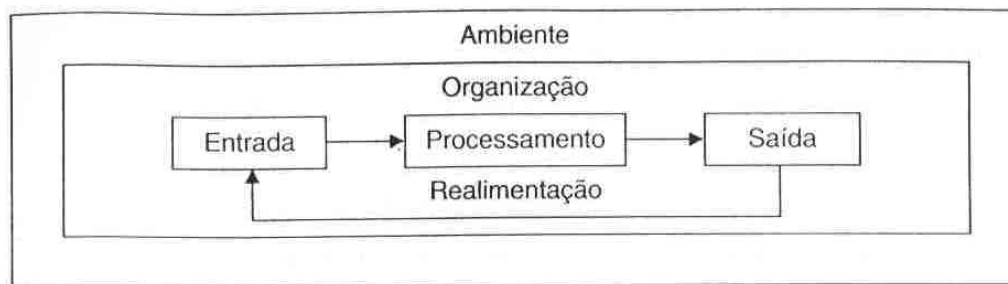 Ambiente
Organização
Entrada
Processamento
Saída
Realimentação